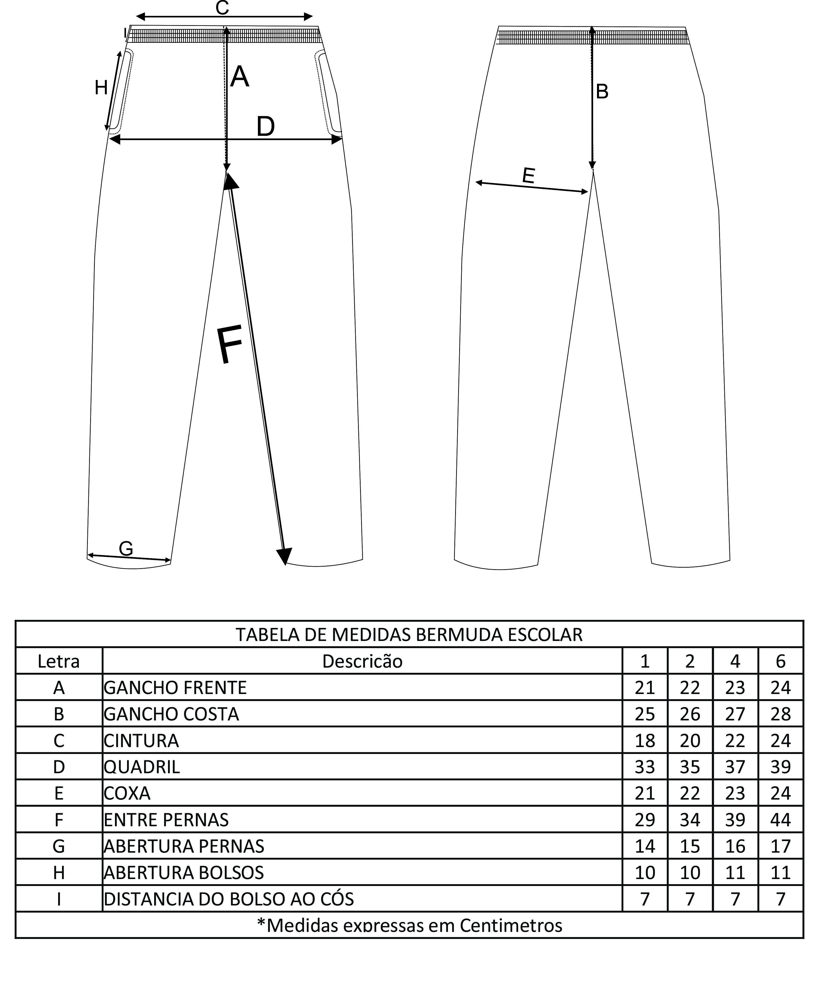 C
I
A
B
H
D
E
F
G
TABELA DE MEDIDAS BERMUDA ESCOLAR
Letra Descricão 1 2 4 6
A GANCHO FRENTE 21 22 23 24
B GANCHO COSTA 25 26 27 28
C CINTURA 18 20 22 24
D QUADRIL 33 35 37 39
E COXA 21 22 23 24
F ENTRE PERNAS 29 34 39 44
G ABERTURA PERNAS 14 15 16 17
H ABERTURA BOLSOS 10 10 11 11
I DISTANCIA DO BOLSO AO CÓS 7 7 7 7
*Medidas expressas em Centimetros